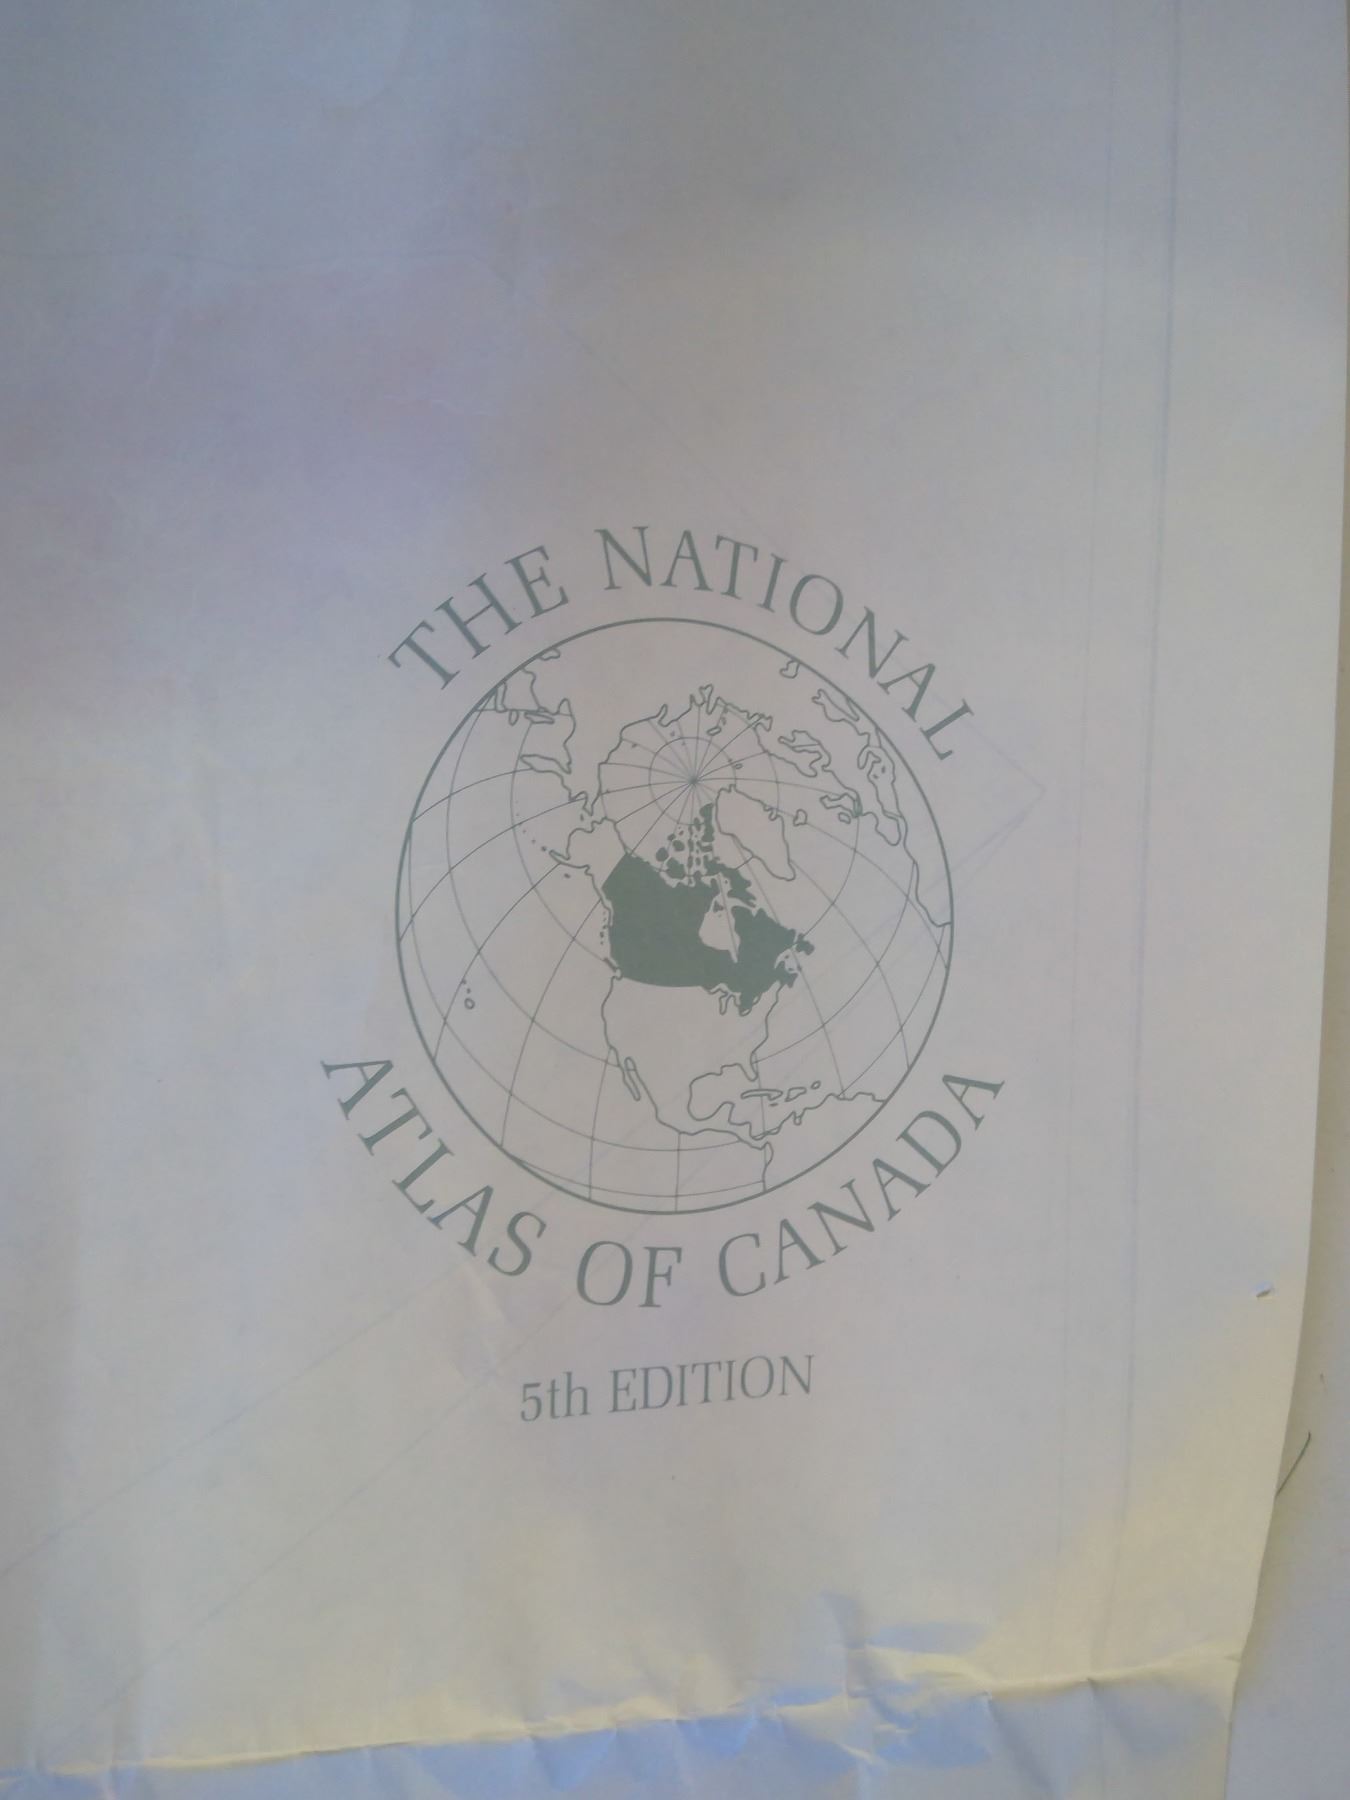 THE NATIONAL
ATLAS OF CANADA
5th EDITION